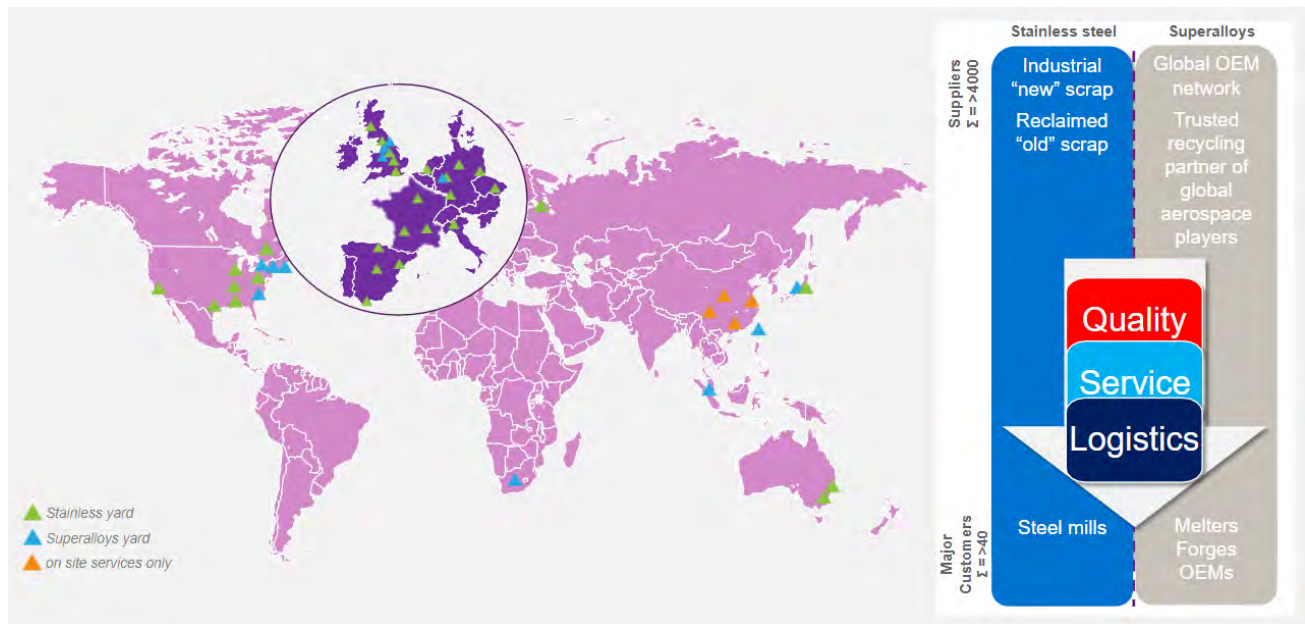 Stainless yard
Superalloys yard
on site services only
Stainless steel
Superalloys
Suppliers
Σ = >4000
Industrial
“new” scrap
Reclaimed
“old” scrap
Global OEM
network
Trusted
recycling
partner of
global
aerospace
players
Quality
Service
Logistics
Major
Customers
Σ = >40
Steel mills
Melters
Forges
OEMs